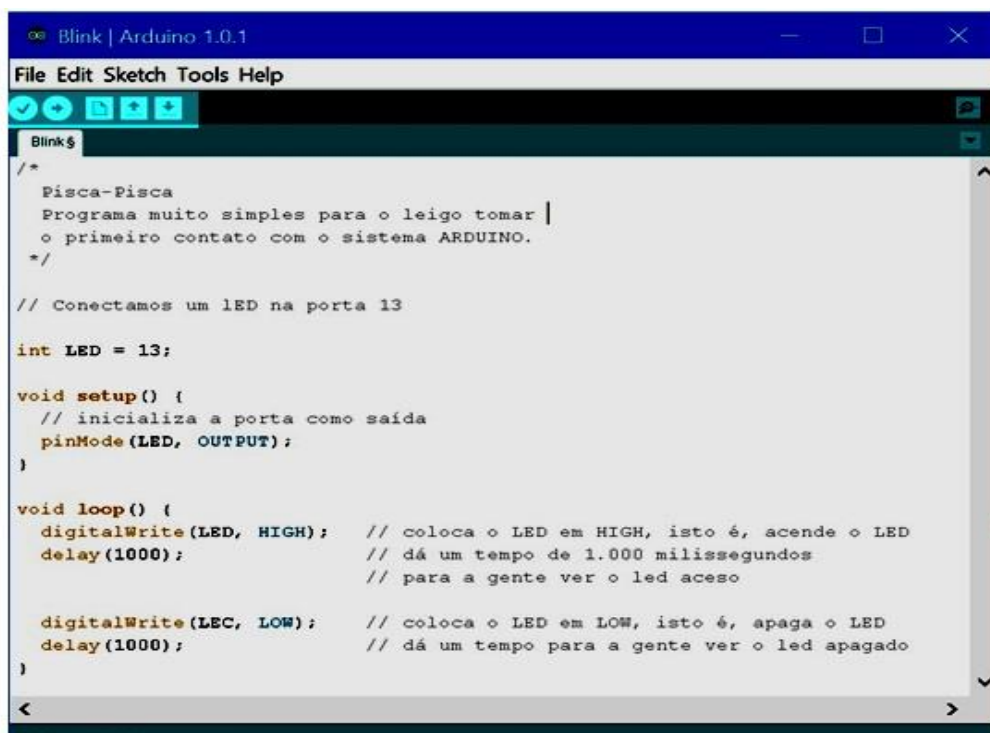 Blink | Arduino 1.0.1
File Edit Sketch Tools Help
Blink§
/*
Pisca-Pisca
Programa muito simples para o leigo tomar
o primeiro contato com o sistema ARDUINO.
*/
// Conectamos um lED na porta 13
int LED = 13;
void setup() {
// inicializa a porta como saída
pinMode(LED, OUTPUT);
}
void loop() {
digitalWrite(LED, HIGH); // coloca o LED em HIGH, isto é, acende o LED
delay(1000); // dá um tempo de 1.000 milissegundos
// para a gente ver o led aceso
digitalWrite(LEC, LOW); // coloca o LED em LOW, isto é, apaga o LED
delay(1000); // dá um tempo para a gente ver o led apagado
}